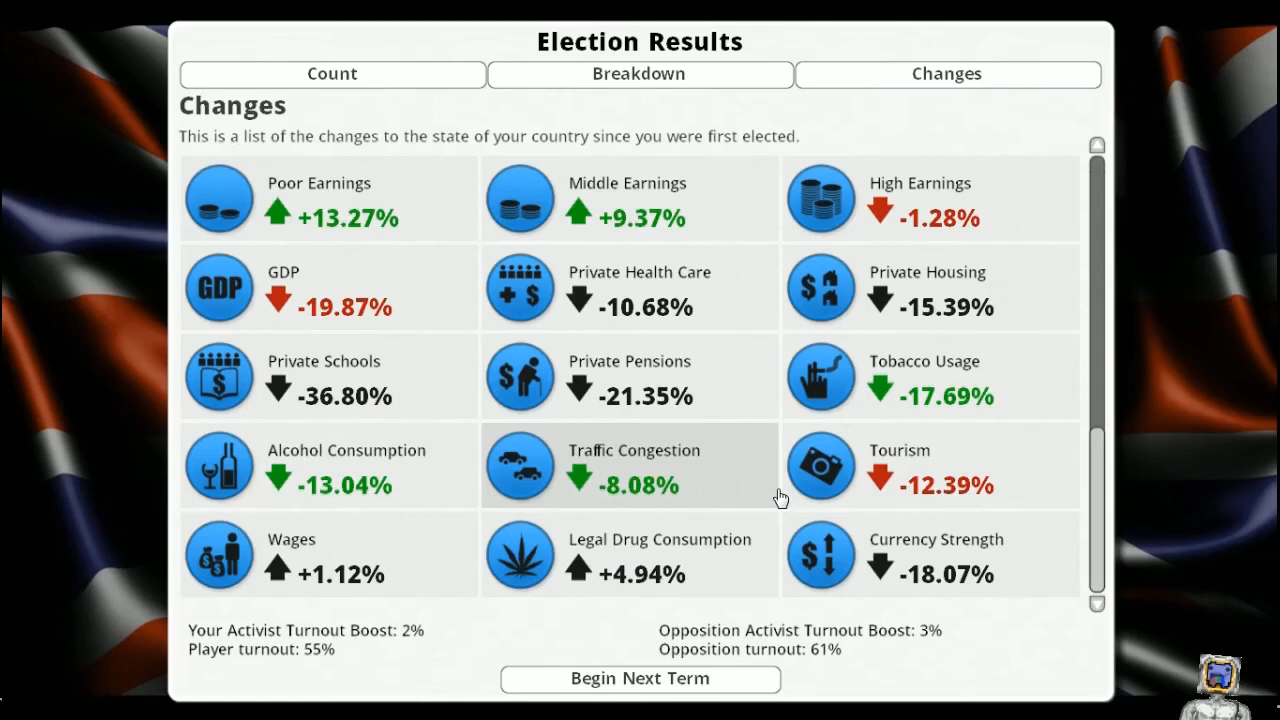 Election Results
Count Breakdown Changes
Changes
This is a list of the changes to the state of your country since you were first elected.
Poor Earnings Middle Earnings High Earnings
+13.27% +9.37% -1.28%
GDP Private Health Care Private Housing
GDP -19.87% -10.68% -15.39%
Private Schools Private Pensions Tobacco Usage
-36.80% -21.35% -17.69%
Alcohol Consumption Traffic Congestion Tourism
-13.04% -8.08% -12.39%
Wages Legal Drug Consumption Currency Strength
+1.12% +4.94% -18.07%
Your Activist Turnout Boost: 2% Opposition Activist Turnout Boost: 3%
Player turnout: 55% Opposition turnout: 61%
Begin Next Term